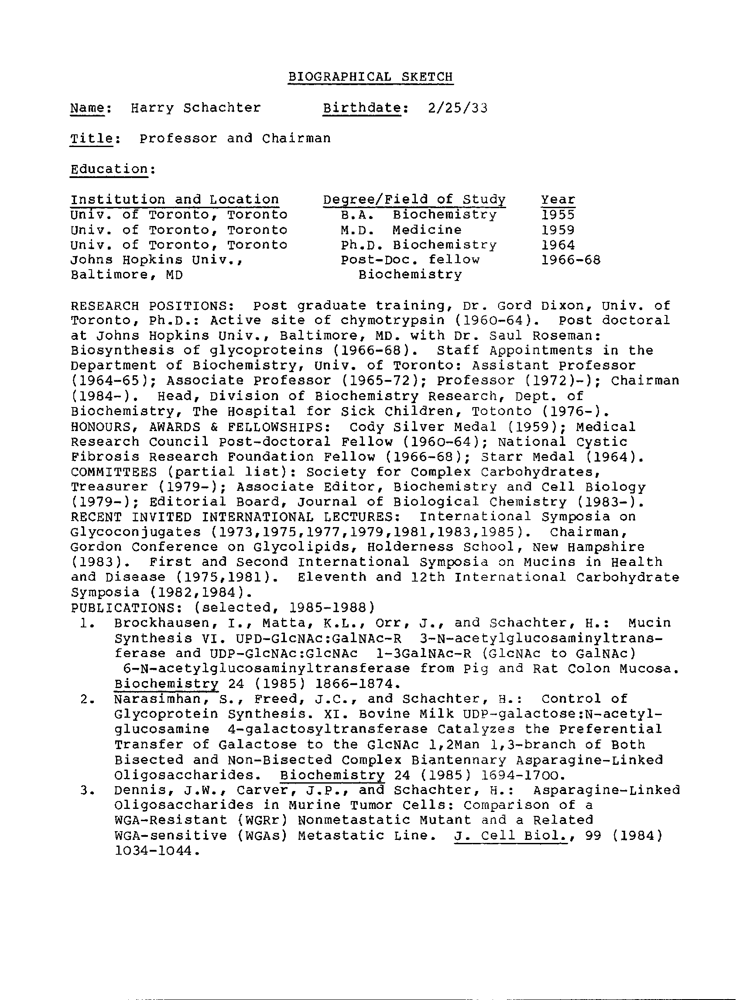 BIOGRAPHICAL SKETCH
Name: Harry Schachter Birthdate: 2/25/33
Title: Professor and Chairman
Education:
Institution and Location Degree/Field of Study Year
Univ. of Toronto, Toronto B.A. Biochemistry 1955
Univ. of Toronto, Toronto M.D. Medicine 1959
Univ. of Toronto, Toronto Ph.D. Biochemistry 1964
Johns Hopkins Univ., Post-Doc. fellow 1966-68
Baltimore, MD Biochemistry
RESEARCH POSITIONS: Post graduate training, Dr. Gord Dixon, Univ. of
Toronto, Ph.D.: Active site of chymotrypsin (1960-64). Post doctoral
at Johns Hopkins Univ., Baltimore, MD. with Dr. Saul Roseman:
Biosynthesis of glycoproteins (1966-68). Staff Appointments in the
Department of Biochemistry, Univ. of Toronto: Assistant Professor
(1964-65); Associate Professor (1965-72); Professor (1972)-); Chairman
(1984-). Head, Division of Biochemistry Research, Dept. of
Biochemistry, The Hospital for Sick Children, Totonto (1976-).
HONOURS, AWARDS & FELLOWSHIPS: Cody Silver Medal (1959); Medical
Research Council Post-doctoral Fellow (1960-64); National Cystic
Fibrosis Research Foundation Fellow (1966-68); Starr Medal (1964).
COMMITTEES (partial list): Society for Complex Carbohydrates,
Treasurer (1979-); Associate Editor, Biochemistry and Cell Biology
(1979-); Editorial Board, Journal of Biological Chemistry (1983-).
RECENT INVITED INTERNATIONAL LECTURES: International Symposia on
Glycoconjugates (1973,1975,1977,1979,1981,1983,1985). Chairman,
Gordon Conference on Glycolipids, Holderness School, New Hampshire
(1983). First and Second International Symposia on Mucins in Health
and Disease (1975,1981). Eleventh and 12th International Carbohydrate
Symposia (1982,1984).
PUBLICATIONS: (selected, 1985-1988)
1. Brockhausen, I., Matta, K.L., Orr, J., and Schachter, H.: Mucin
Synthesis VI. UPD-GlcNAc:GalNAc-R 3-N-acetylglucosaminyltrans-
ferase and UDP-GlcNAc:GlcNAc 1-3GalNAc-R (GlcNAc to GalNAc)
6-N-acetylglucosaminyltransferase from Pig and Rat Colon Mucosa.
Biochemistry 24 (1985) 1866-1874.
2. Narasimhan, S., Freed, J.C., and Schachter, H.: Control of
Glycoprotein Synthesis. XI. Bovine Milk UDP-galactose:N-acetyl-
glucosamine 4-galactosyltransferase Catalyzes the Preferential
Transfer of Galactose to the GlcNAc 1,2Man 1,3-branch of Both
Bisected and Non-Bisected Complex Biantennary Asparagine-Linked
Oligosaccharides. Biochemistry 24 (1985) 1694-1700.
3. Dennis, J.W., Carver, J.P., and Schachter, H.: Asparagine-Linked
Oligosaccharides in Murine Tumor Cells: Comparison of a
WGA-Resistant (WGRr) Nonmetastatic Mutant and a Related
WGA-sensitive (WGAs) Metastatic Line. J. Cell Biol., 99 (1984)
1034-1044.